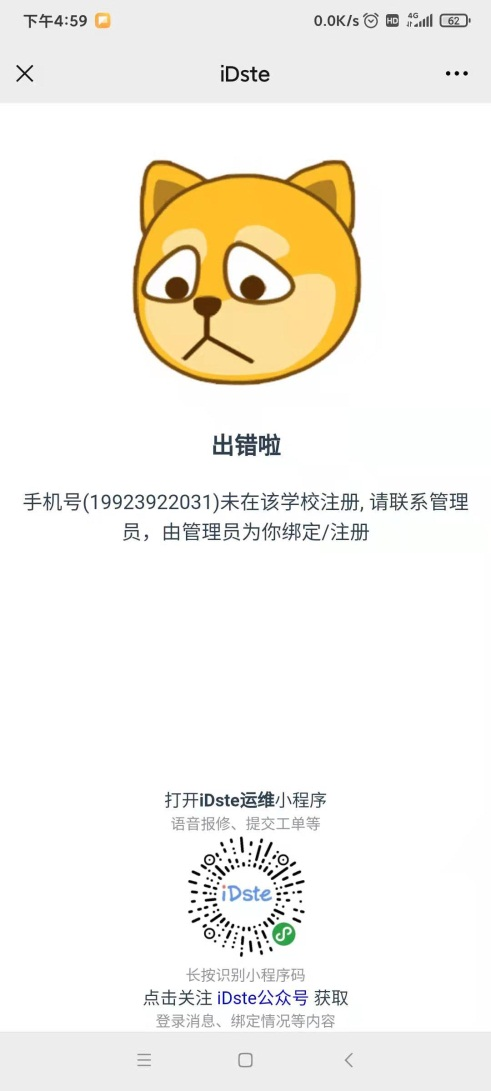 下午4:59
0.0K/s HD 4G 62
iDste
出错啦
手机号(19923922031)未在该学校注册, 请联系管理
员，由管理员为你绑定/注册
打开iDste运维小程序
语音报修、提交工单等
iDste
长按识别小程序码
点击关注 iDste公众号 获取
登录消息、绑定情况等内容